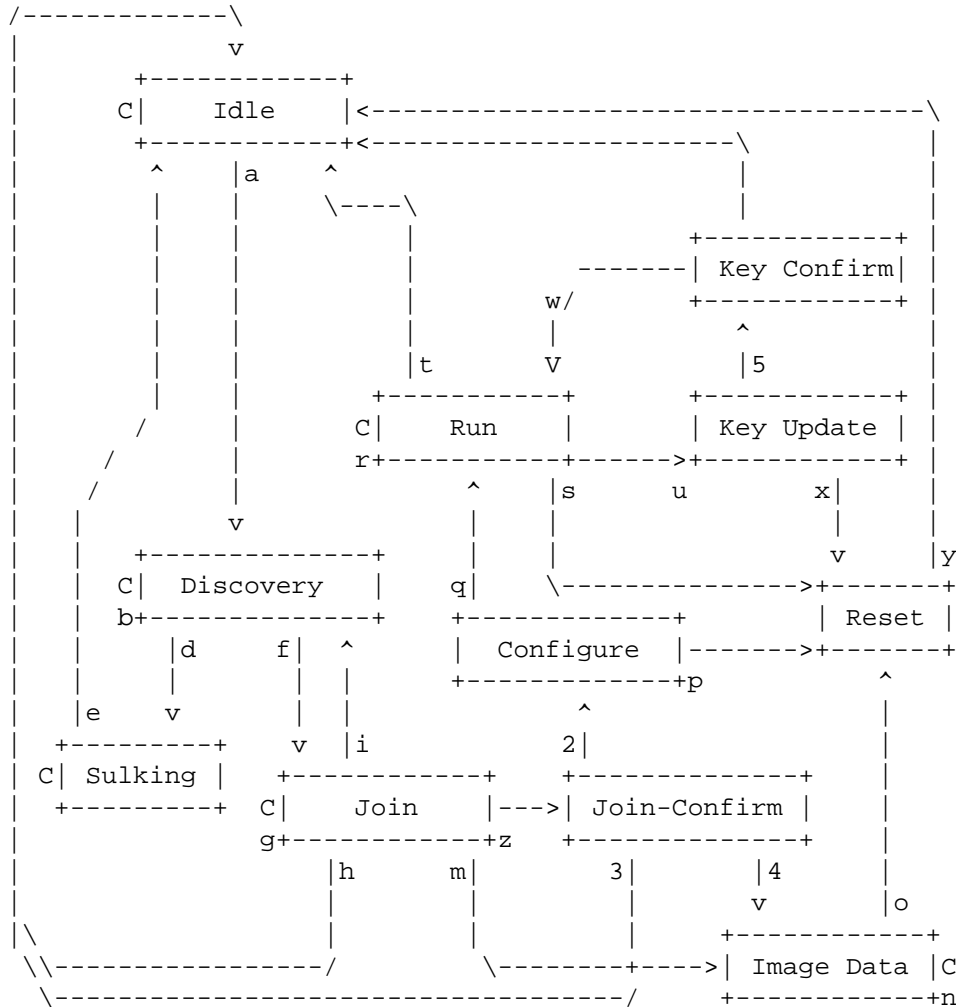 v
C Idle
a
Key Confirm
w
t V 5
C Run Key Update
r
s u x
v
v y
C Discovery q
b Reset
d f Configure
p
e v
v i 2
C Sulking
C Join Join-Confirm
g z
h m 3 4
v o
Image Data C
n